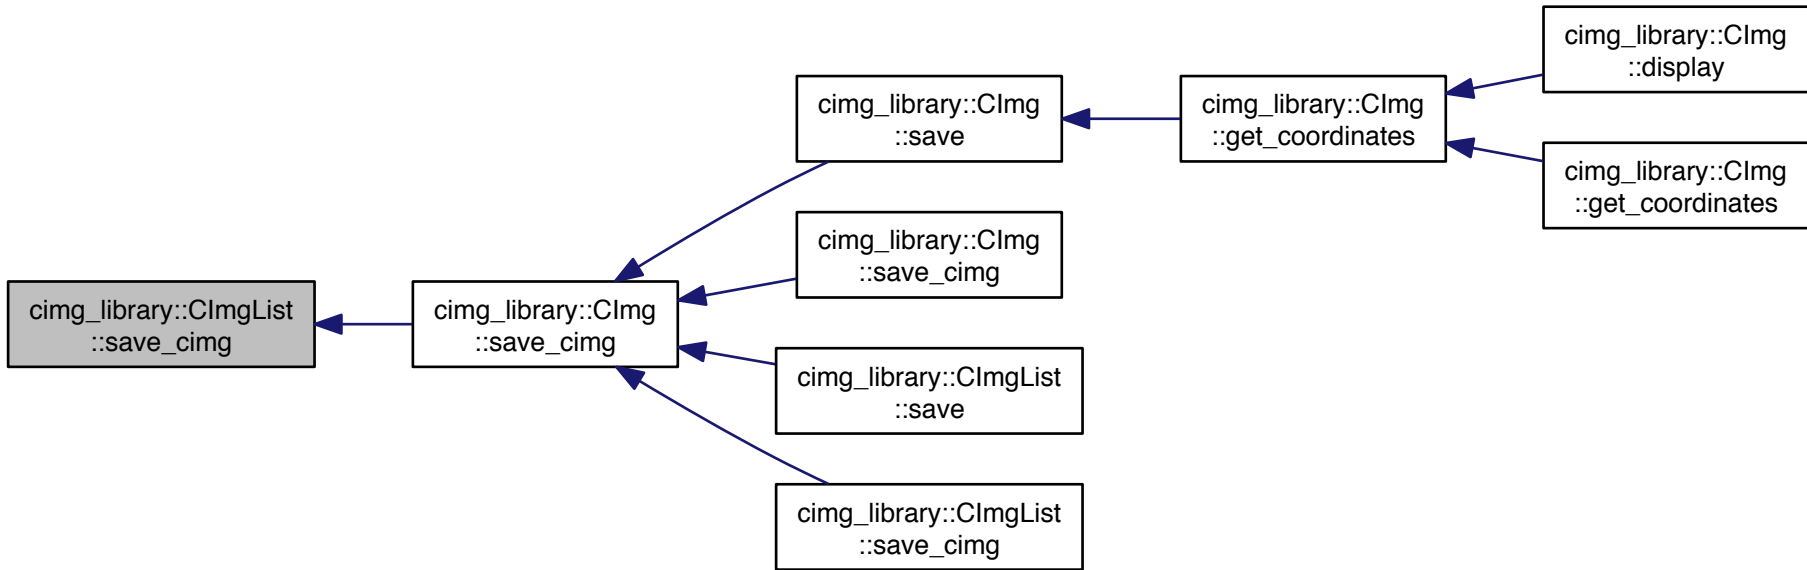 cimg_library::CImgList
::save_cimg
cimg_library::CImg
::save_cimg
cimg_library::CImg
::save
cimg_library::CImg
::save_cimg
cimg_library::CImgList
::save
cimg_library::CImgList
::save_cimg
cimg_library::CImg
::get_coordinates
cimg_library::CImg
::display
cimg_library::CImg
::get_coordinates